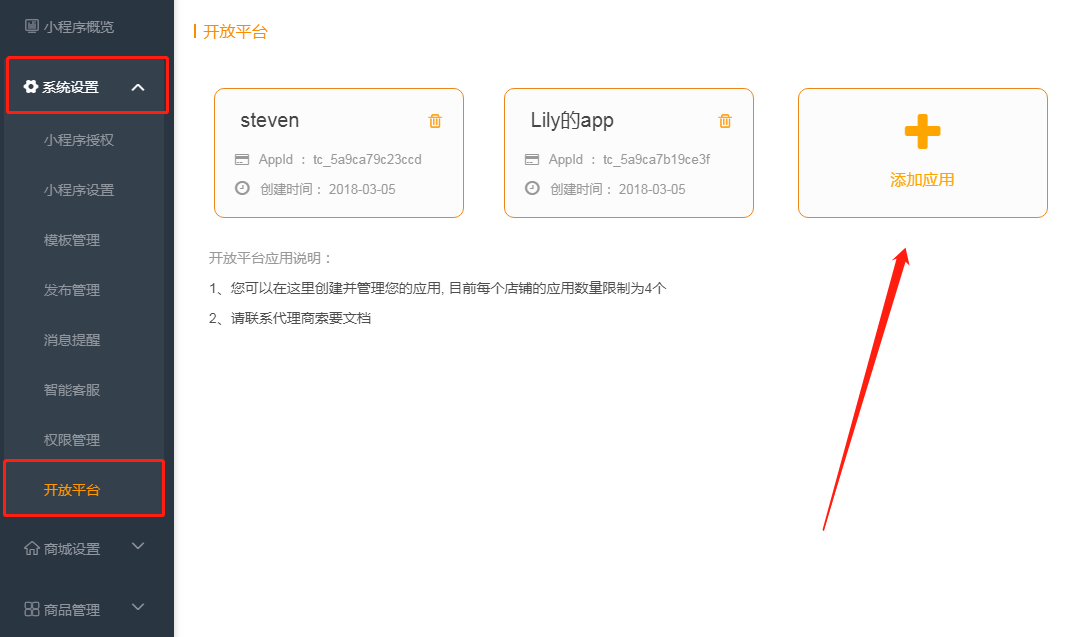 小程序概览
系统设置
小程序授权
小程序设置
模板管理
发布管理
消息提醒
智能客服
权限管理
开放平台
商城设置
商品管理
开放平台
steven
AppId ：tc_5a9ca79c23ccd
创建时间： 2018-03-05
Lily的app
AppId ：tc_5a9ca7b19ce3f
创建时间： 2018-03-05
添加应用
开放平台应用说明：
1、您可以在这里创建并管理您的应用, 目前每个店铺的应用数量限制为4个
2、请联系代理商索要文档